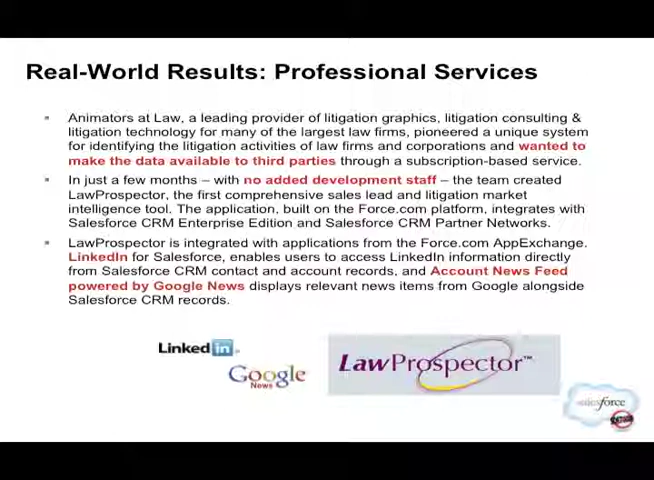 Real-World Results: Professional Services
Animators at Law, a leading provider of litigation graphics, litigation consulting &
litigation technology for many of the largest law firms, pioneered a unique system
for identifying the litigation activities of law firms and corporations and wanted to
make the data available to third parties through a subscription-based service.
In just a few months – with no added development staff – the team created
LawProspector, the first comprehensive sales lead and litigation market
intelligence tool. The application, built on the Force.com platform, integrates with
Salesforce CRM Enterprise Edition and Salesforce CRM Partner Networks.
LawProspector is integrated with applications from the Force.com AppExchange.
LinkedIn for Salesforce, enables users to access LinkedIn information directly
from Salesforce CRM contact and account records, and Account News Feed
powered by Google News displays relevant news items from Google alongside
Salesforce CRM records.
LinkedIn
Google
News
LawProspector™
salesforce